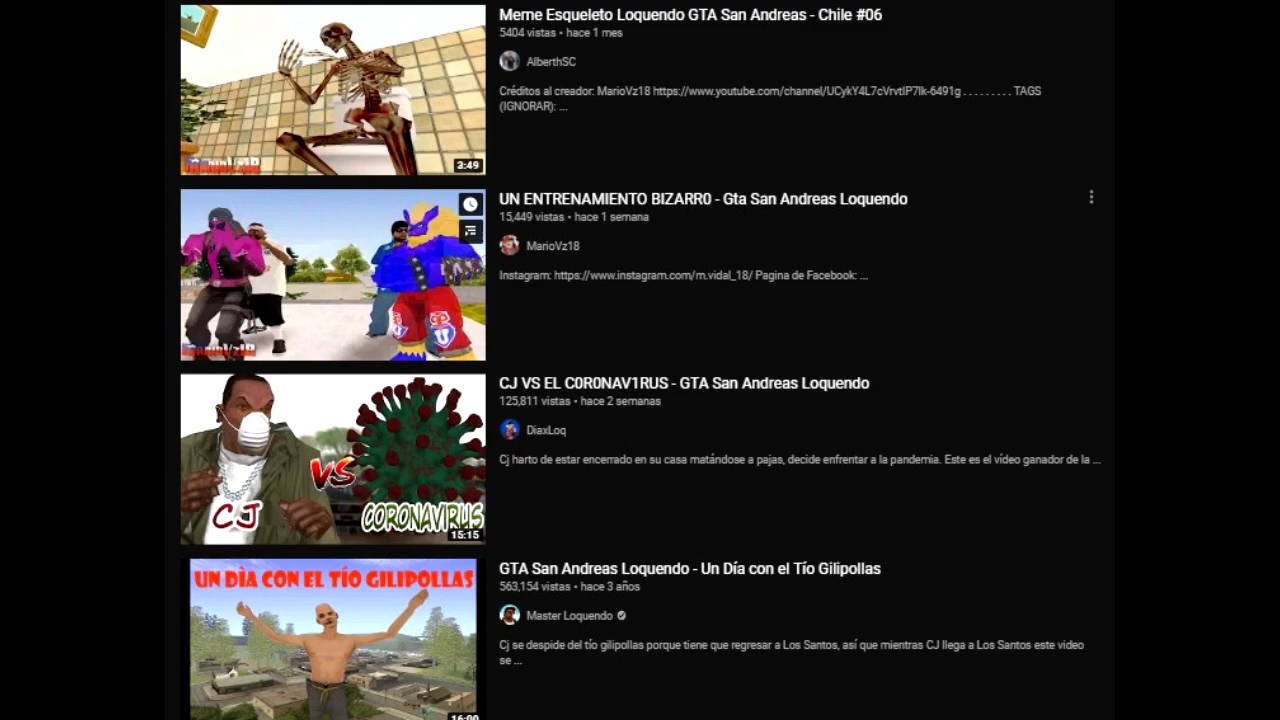 Meme Esqueleto Loquendo GTA San Andreas - Chile #06
5404 vistas • hace 1 mes
AlberthSC
Créditos al creador: MarioVz18 https://www.youtube.com/channel/UCykY4L7cVrvtIP7Ik-6491g . . . . . . . . . TAGS
(IGNORAR): ...
3:49
UN ENTRENAMIENTO BIZARR0 - Gta San Andreas Loquendo
15,449 vistas • hace 1 semana
MarioVz18
Instagram: https://www.instagram.com/m.vidal_18/ Pagina de Facebook: ...
U
MarioVz18
CJ VS EL C0R0NAV1RUS - GTA San Andreas Loquendo
125,811 vistas • hace 2 semanas
DiaxLoq
Cj harto de estar encerrado en su casa matándose a pajas, decide enfrentar a la pandemia. Este es el vídeo ganador de la ...
VS
CJ
CORONAVIRUS
15:15
GTA San Andreas Loquendo - Un Día con el Tío Gilipollas
563,154 vistas • hace 3 años
Master Loquendo
Cj se despide del tío gilipollas porque tiene que regresar a Los Santos, así que mientras CJ llega a Los Santos este video
se ...
UN DÌA CON EL TÍO GILIPOLLAS
16:00